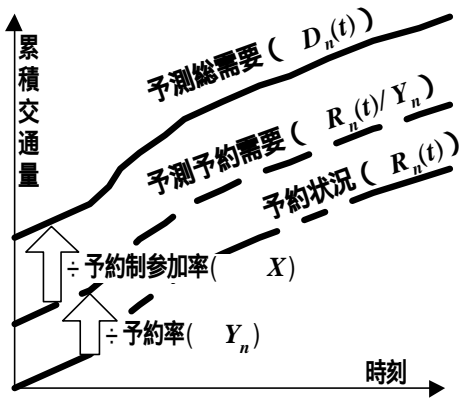 累積交通量
予測総需要( Dn(t))
予測予約需要( Rn(t)/Yn)
予約状況( Rn(t))
÷予約制参加率( X)
÷予約率( Yn)
時刻